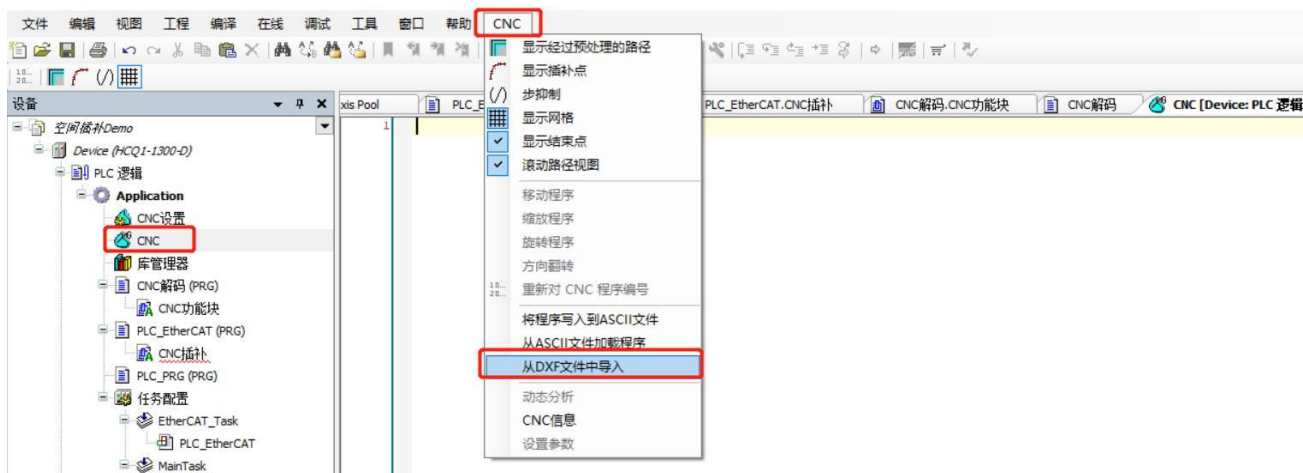 文件 编辑 视图 工程 编译 在线 调试 工具 窗口 帮助 CNC
设备
空间插补Demo
Device (HCQ1-1300-D)
PLC 逻辑
Application
CNC设置
CNC
库管理器
CNC解码 (PRG)
CNC功能块
PLC_EtherCAT (PRG)
CNC插补
PLC_PRG (PRG)
任务配置
EtherCAT_Task
PLC_EtherCAT
MainTask
xis Pool PLC_E PLC_EtherCAT.CNC插补 CNC解码.CNC功能块 CNC解码 CNC [Device: PLC 逻辑
1
显示经过预处理的路径
显示插补点
步抑制
显示网格
显示结束点
滚动路径视图
移动程序
缩放程序
旋转程序
方向翻转
重新对 CNC 程序编号
将程序写入到ASCII文件
从ASCII文件加载程序
从DXF文件中导入
动态分析
CNC信息
设置参数